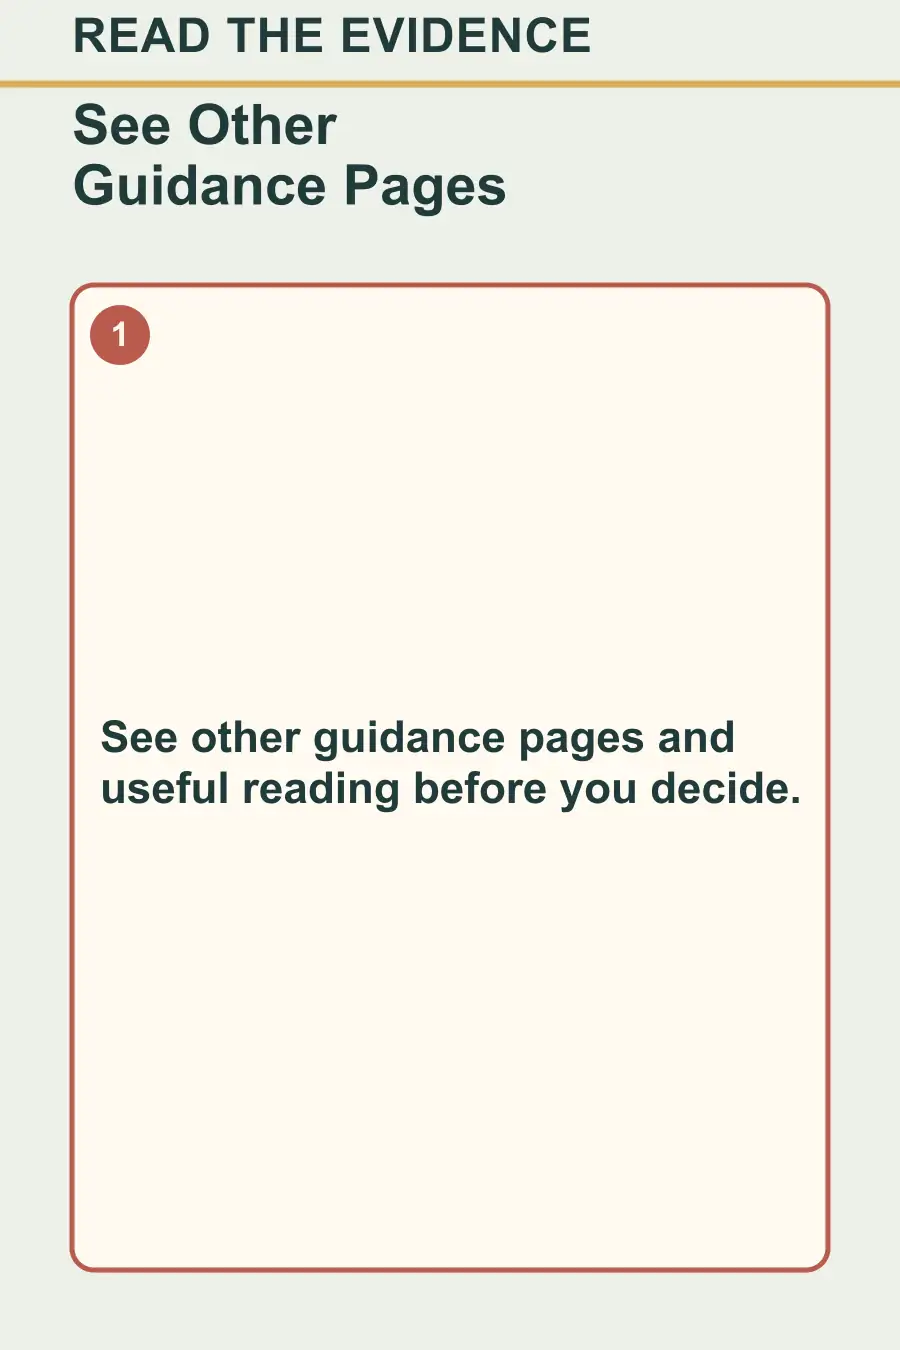 READ THE EVIDENCE
See Other
Guidance Pages
1
See other guidance pages and
useful reading before you decide.